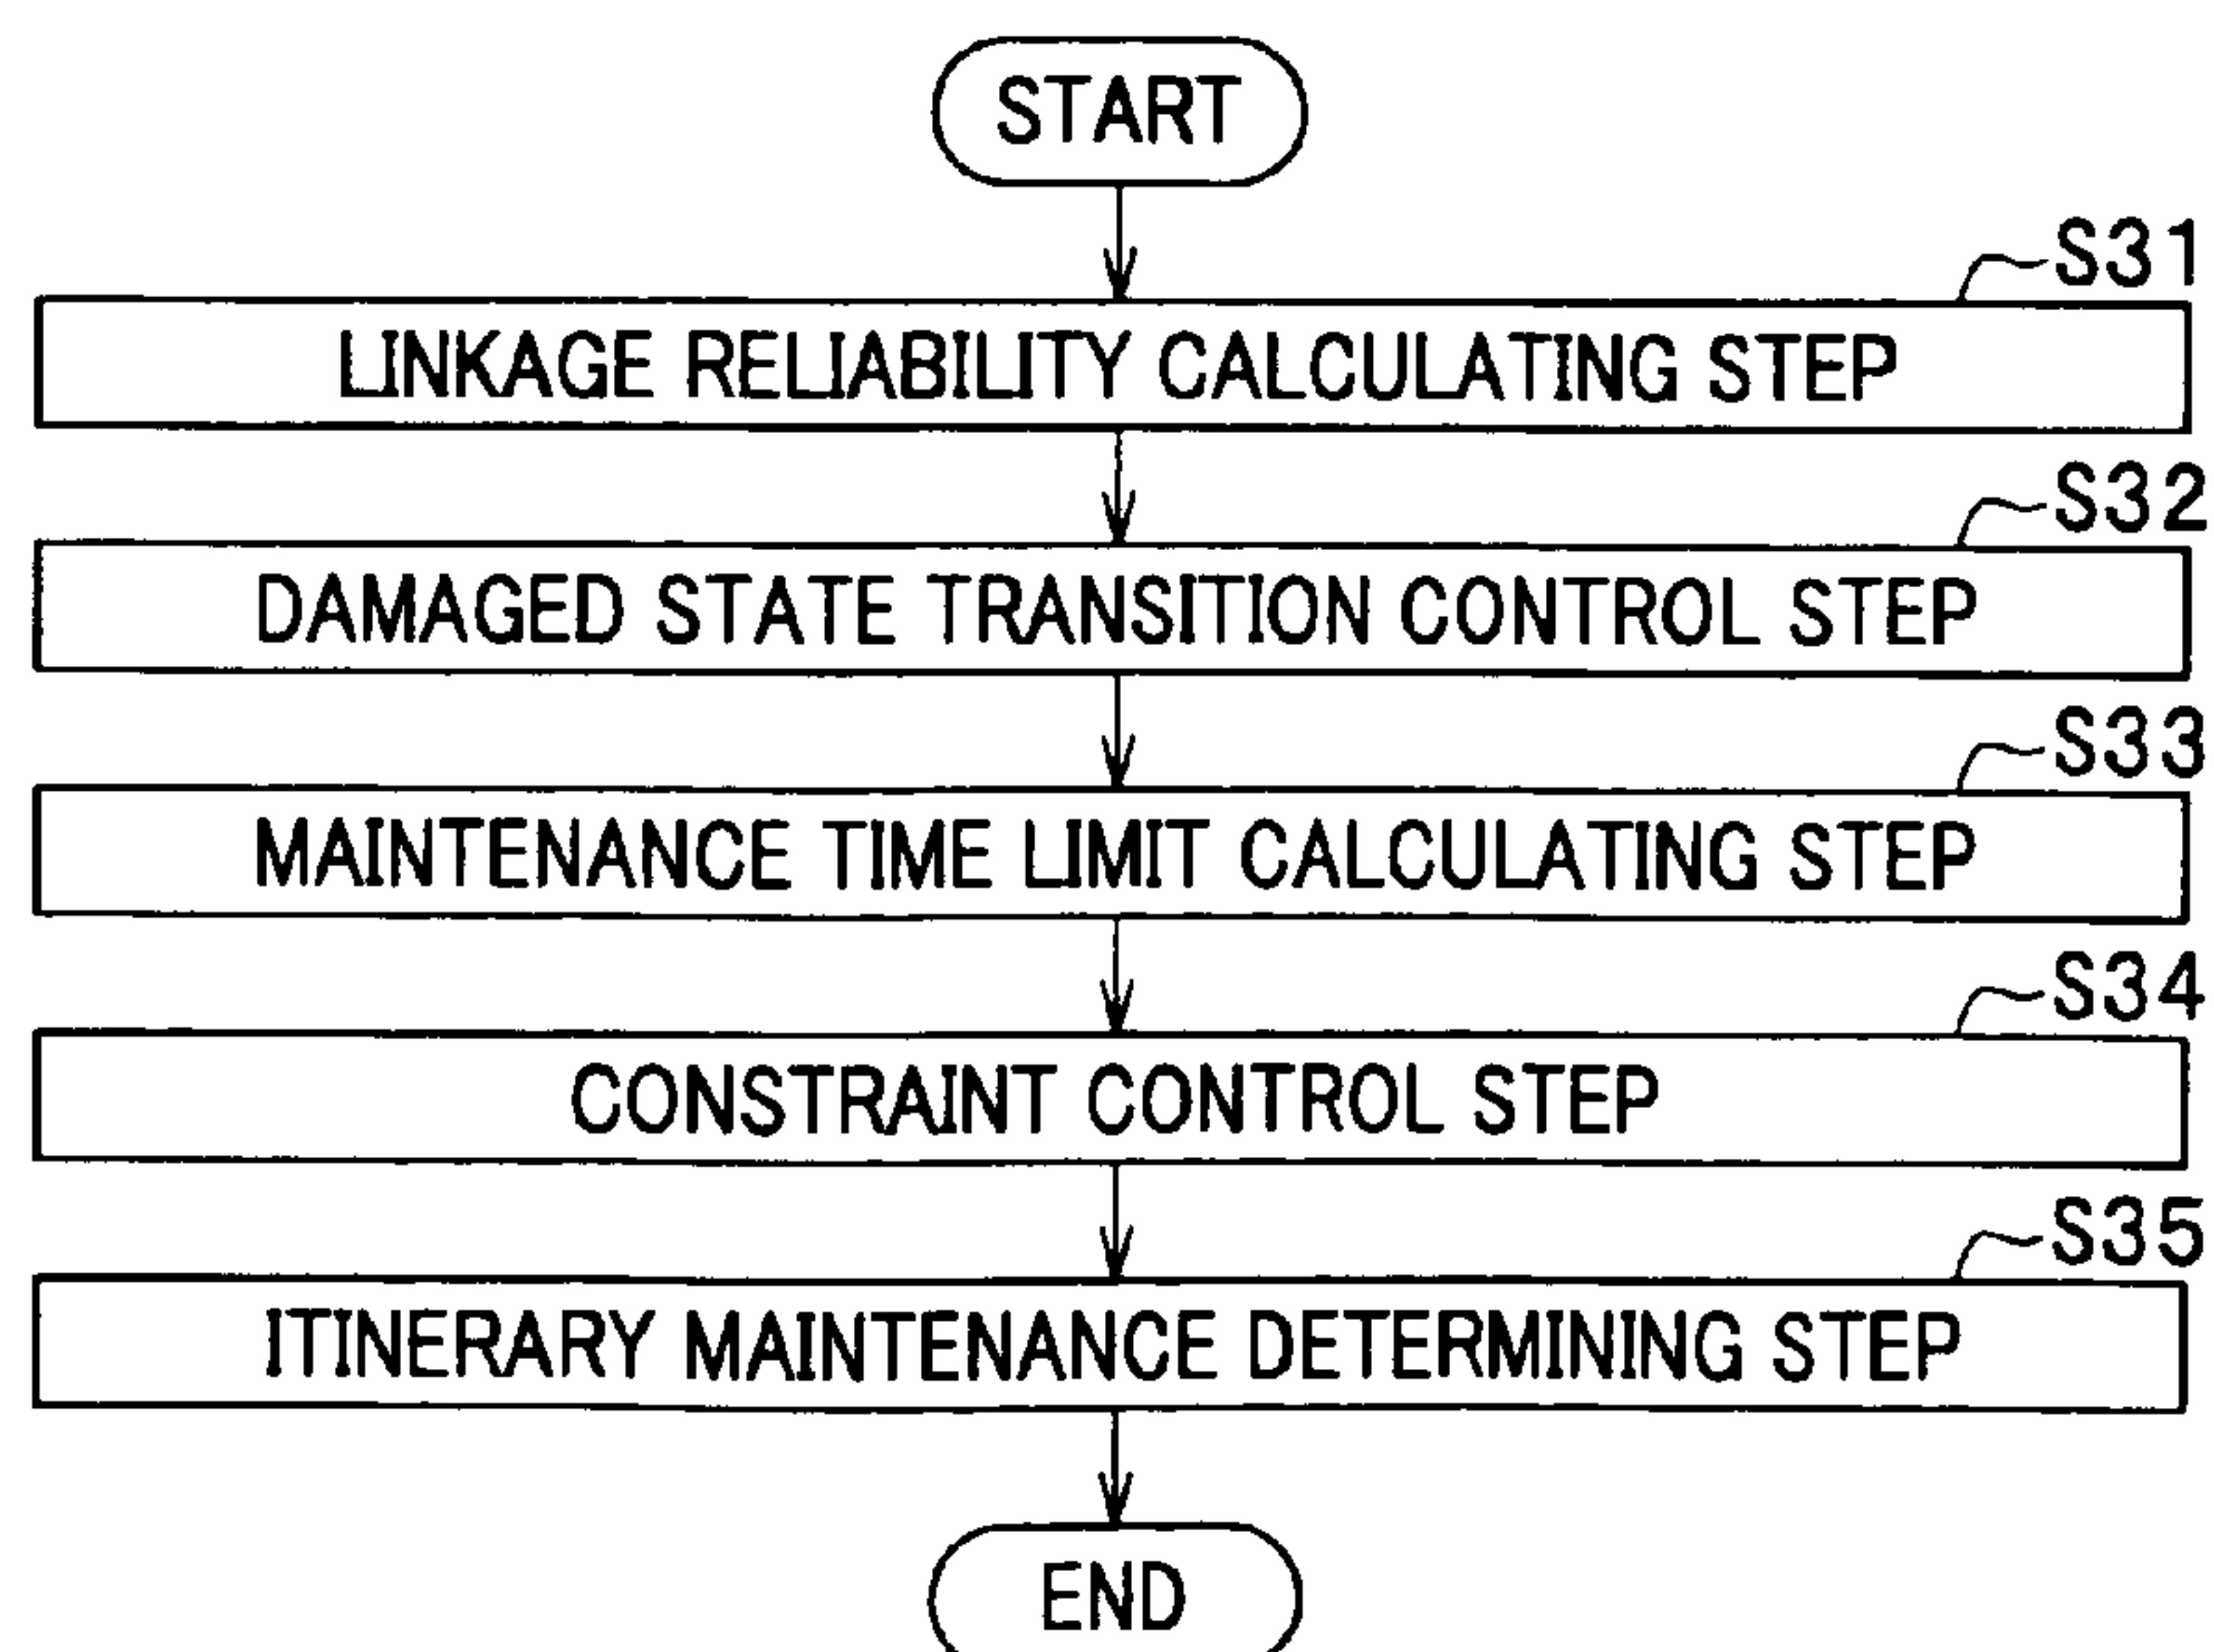 START
S31
LINKAGE RELIABILITY CALCULATING STEP
S32
DAMAGED STATE TRANSITION CONTROL STEP
S33
MAINTENANCE TIME LIMIT CALCULATING STEP
S34
CONSTRAINT CONTROL STEP
S35
ITINERARY MAINTENANCE DETERMINING STEP
END